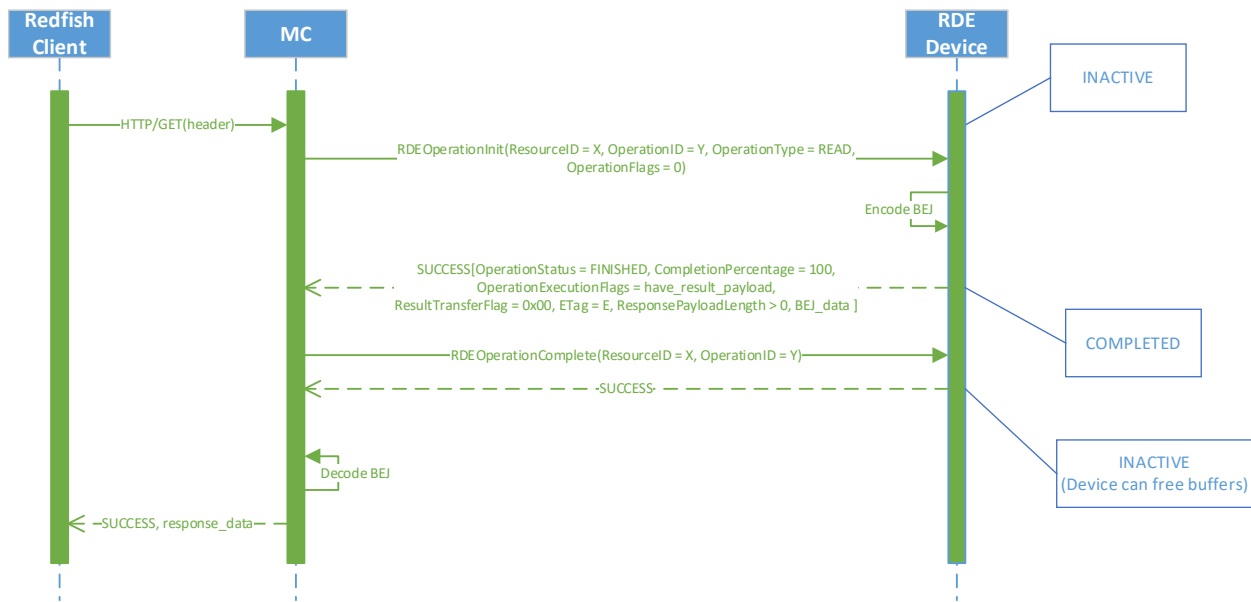 Redfish
Client
MC
RDE
Device
INACTIVE
HTTP/GET(header)
RDEOperationInit(ResourceID = X, OperationID = Y, OperationType = READ,
OperationFlags = 0)
Encode BEJ
SUCCESS[OperationStatus = FINISHED, CompletionPercentage = 100,
OperationExecutionFlags = have_result_payload,
ResultTransferFlag = 0x00, ETag = E, ResponsePayloadLength > 0, BEJ_data ]
COMPLETED
RDEOperationComplete(ResourceID = X, OperationID = Y)
SUCCESS
INACTIVE
(Device can free buffers)
Decode BEJ
SUCCESS, response_data